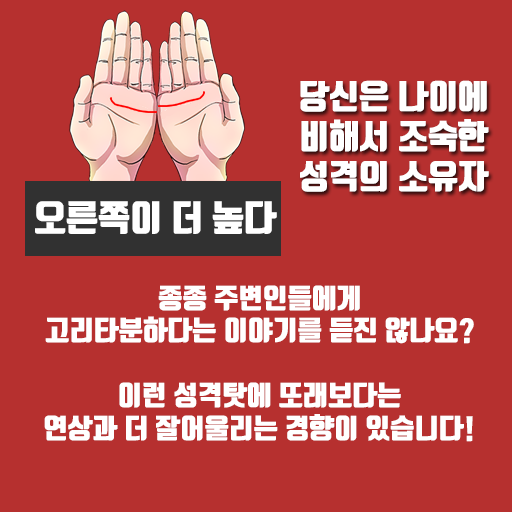 당신은 나이에
비해서 조숙한
성격의 소유자
오른쪽이 더 높다
종종 주변인들에게
고리타분하다는 이야기를 듣진 않나요?
이런 성격탓에 또래보다는
연상과 더 잘어울리는 경향이 있습니다!